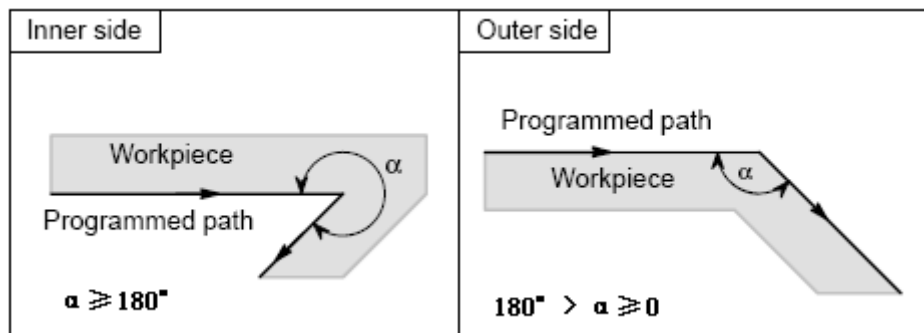 Inner side
Workpiece
α
Programmed path
α ≥ 180°
Outer side
Programmed path
α
Workpiece
180° > α ≥ 0